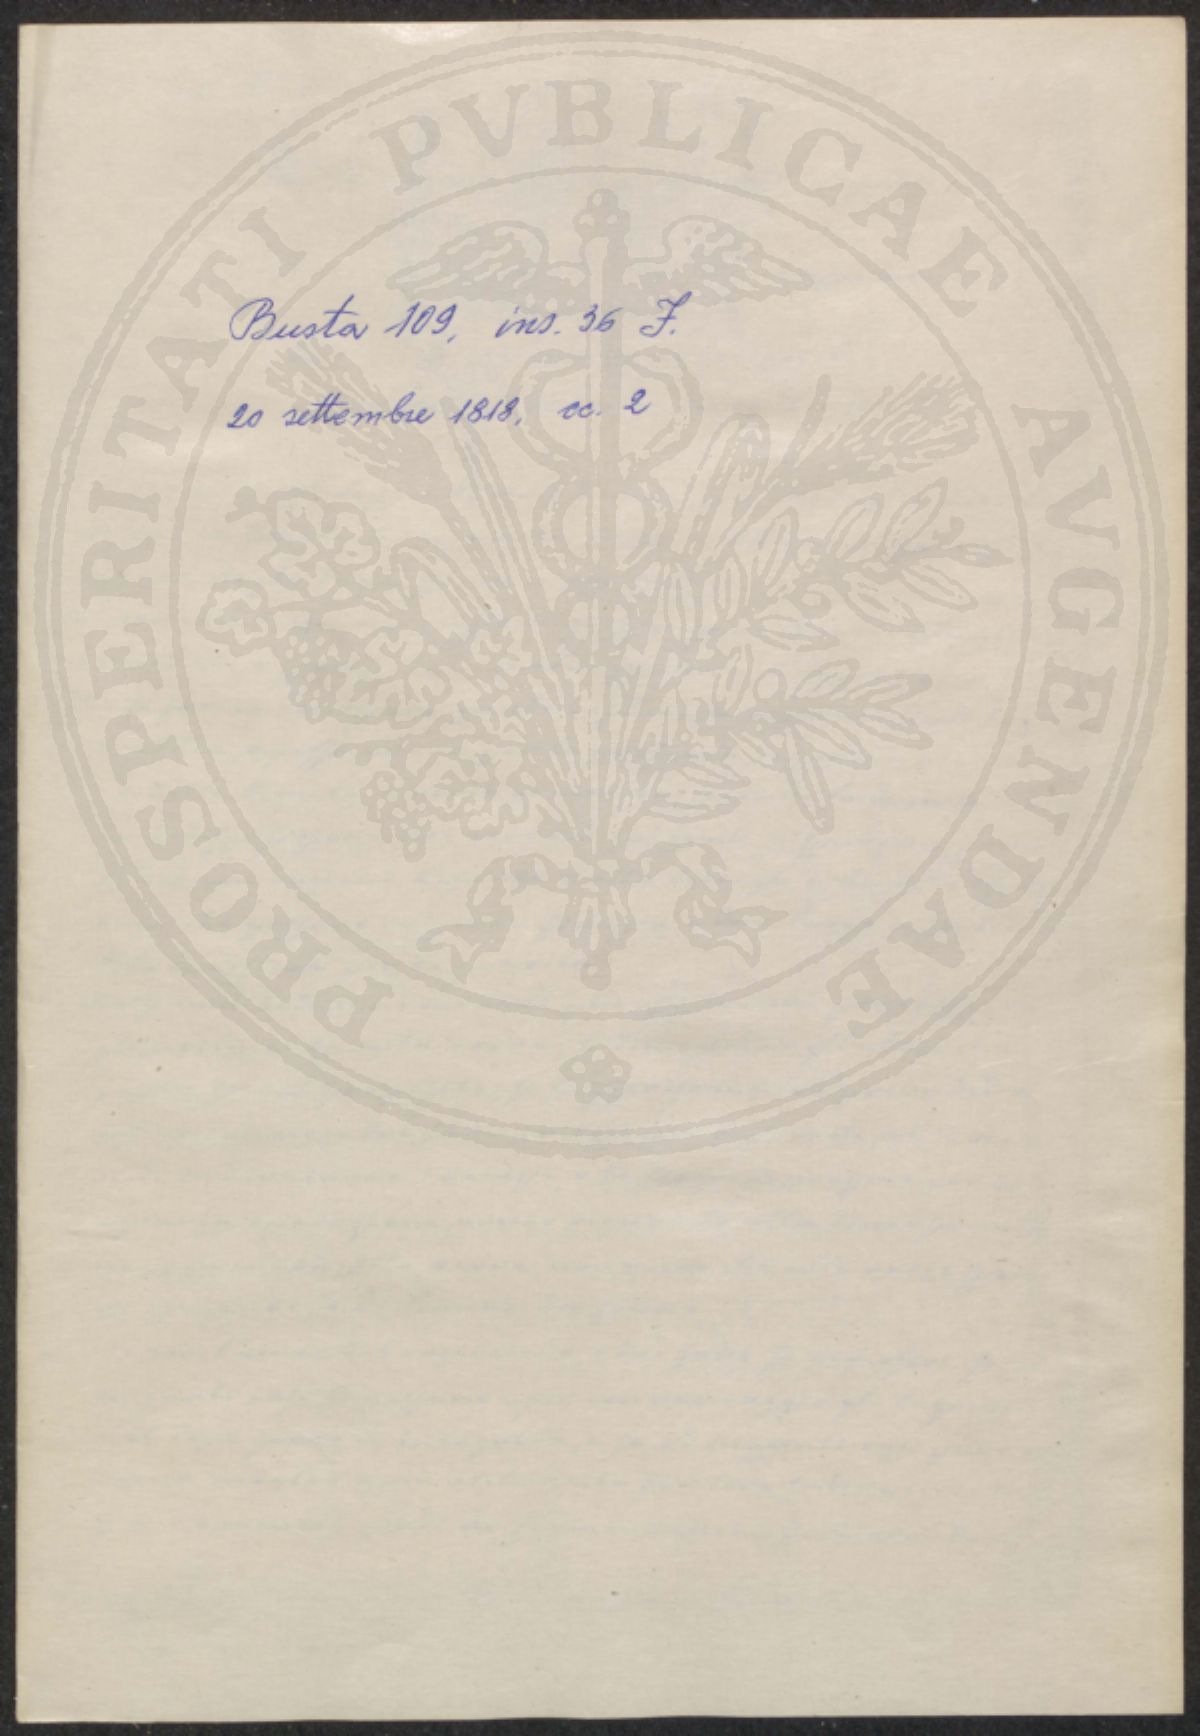 PROSPERITATI PVBLICAE AVGENDAE
Busta 109, ins. 36 I.
20 settembre 1818, cc. 2